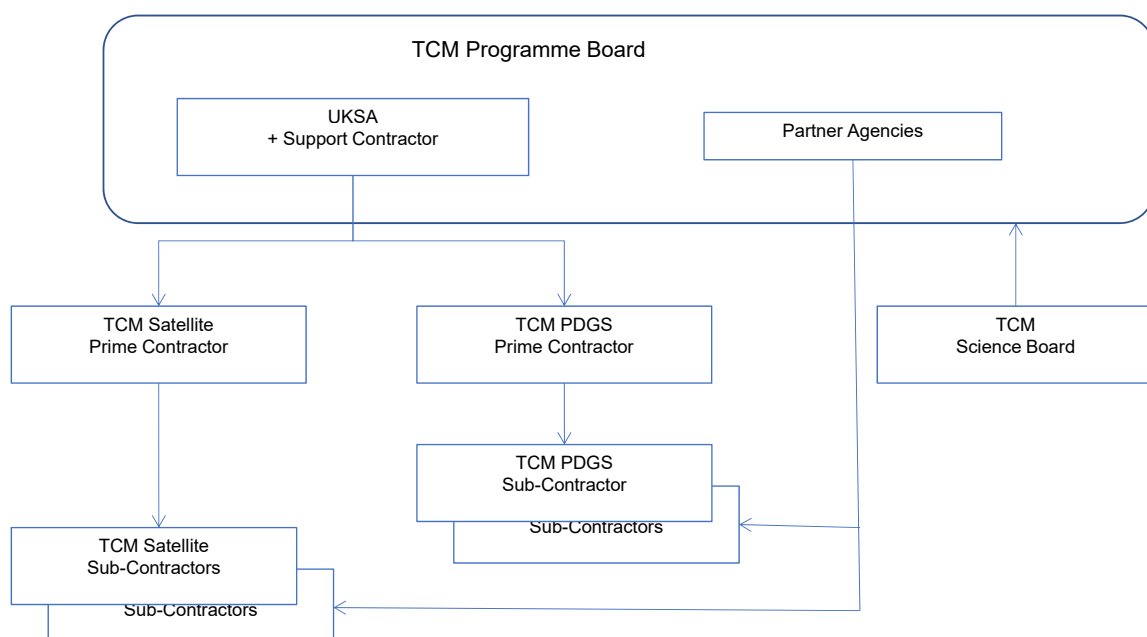 TCM Programme Board
UKSA
+ Support Contractor
Partner Agencies
TCM Satellite
Prime Contractor
TCM PDGS
Prime Contractor
TCM
Science Board
TCM PDGS
Sub-Contractor
Sub-Contractors
TCM Satellite
Sub-Contractors
Sub-Contractors